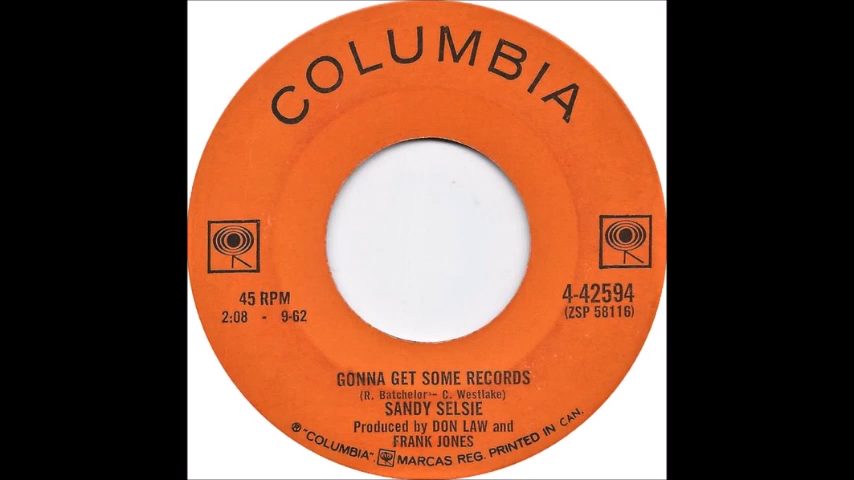 COLUMBIA
45 RPM
2:08 - 9-62
4-42594
(ZSP 58116)
GONNA GET SOME RECORDS
(R. Batchelor - C. Westlake)
SANDY SELSIE
Produced by DON LAW and
FRANK JONES
® "COLUMBIA". MARCAS REG. PRINTED IN CAN.